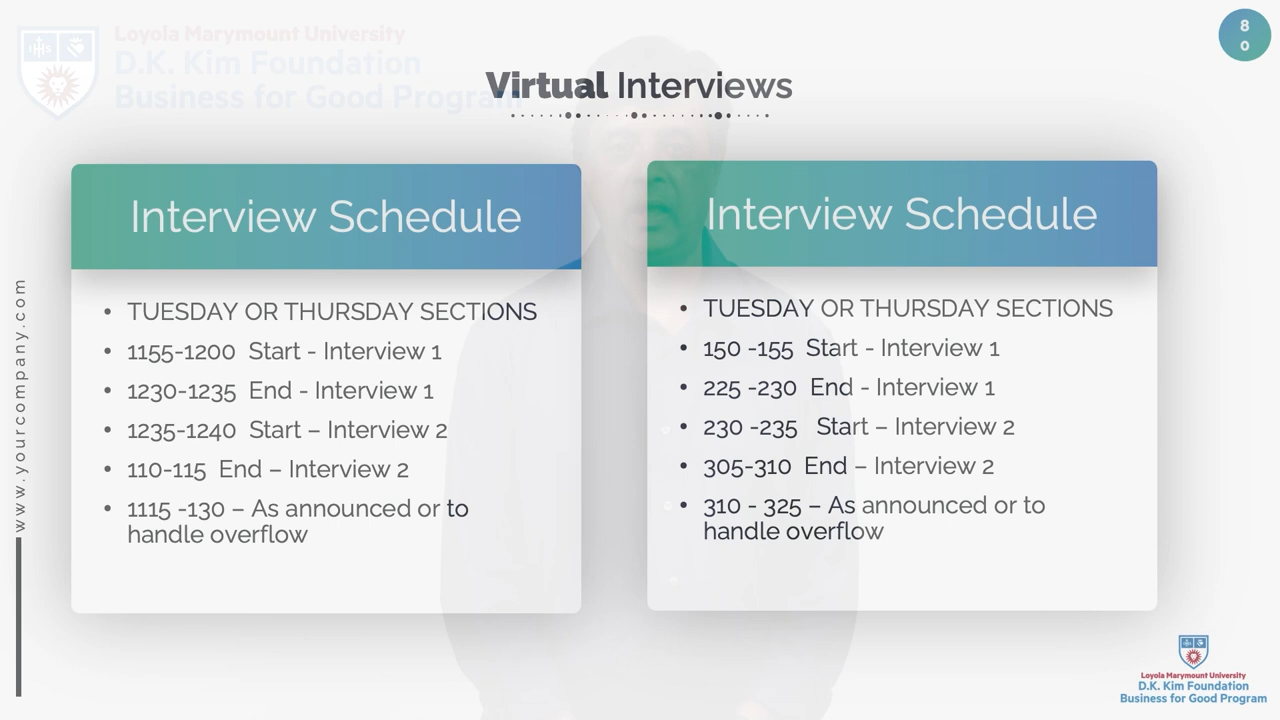 Loyola Marymount University
D.K. Kim Foundation
Business for Good Program
8
0
Virtual Interviews
Interview Schedule
• TUESDAY OR THURSDAY SECTIONS
• 1155-1200 Start - Interview 1
• 1230-1235 End - Interview 1
• 1235-1240 Start – Interview 2
• 110-115 End – Interview 2
• 1115 -130 – As announced or to
handle overflow
Interview Schedule
• TUESDAY OR THURSDAY SECTIONS
• 150 -155 Start - Interview 1
• 225 -230 End - Interview 1
• 230 -235 Start – Interview 2
• 305-310 End – Interview 2
• 310 - 325 – As announced or to
handle overflow
www.yourcompany.com
IHS
Loyola Marymount University
D.K. Kim Foundation
Business for Good Program